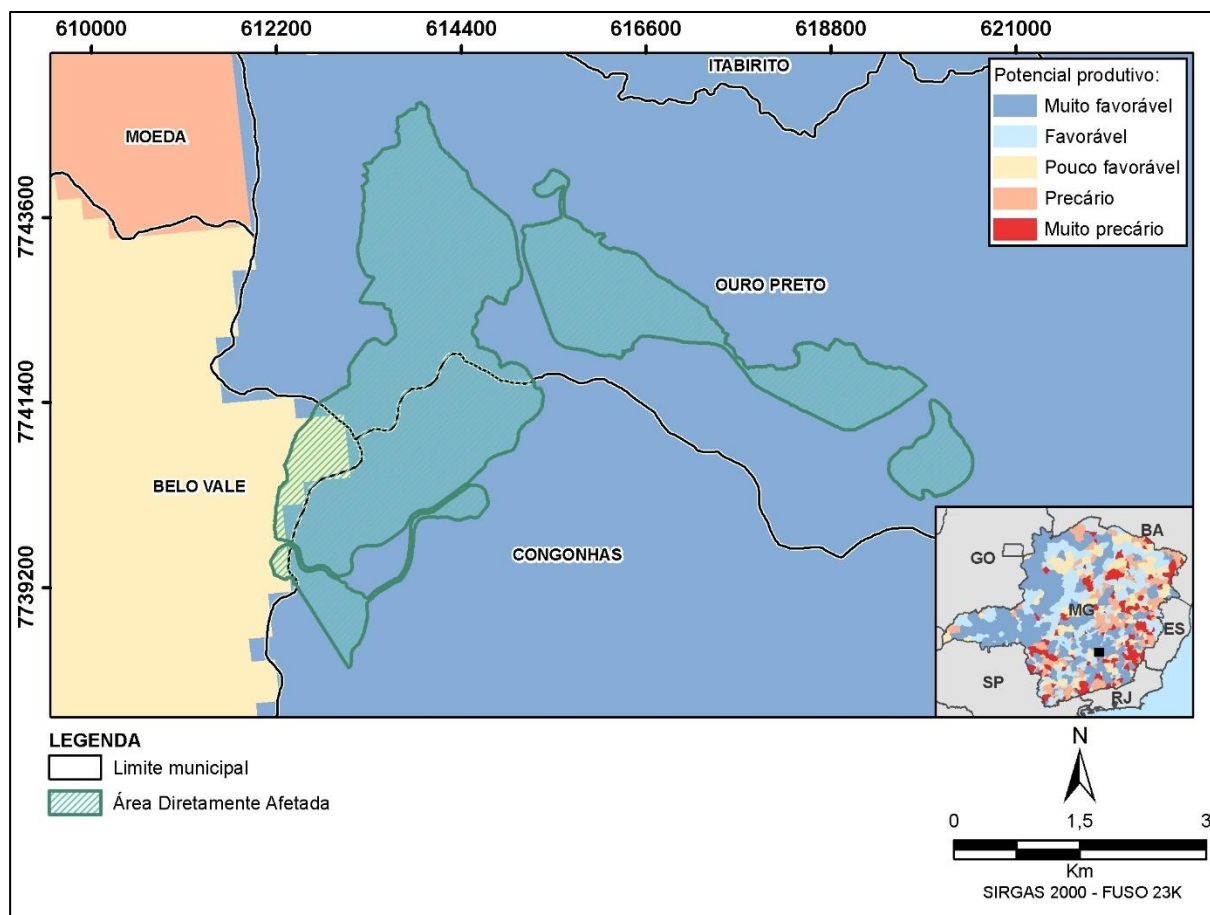 610000
612200
614400
616600
618800
621000
ITABIRITO
Potencial produtivo:
Muito favorável
Favorável
Pouco favorável
Precário
Muito precário
MOEDA
7743600
OURO PRETO
7741400
BELO VALE
CONGONHAS
7739200
BA
GO
MG
ES
SP
RJ
LEGENDA
Limite municipal
Área Diretamente Afetada
N
0 1,5 3
Km
SIRGAS 2000 - FUSO 23K